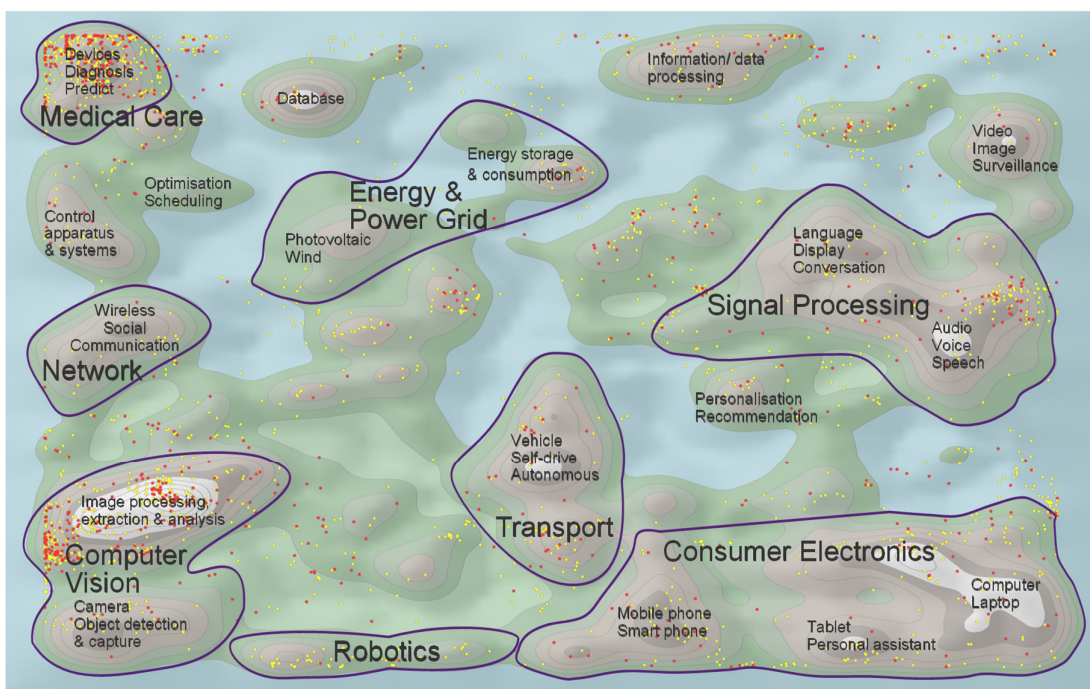 Devices
Diagnosis
Predict
Medical Care
Database
Information/ data
processing
Video
Image
Surveillance
Energy storage
& consumption
Energy &
Power Grid
Photovoltaic
Wind
Optimisation
Scheduling
Control
apparatus
& systems
Language
Display
Conversation
Signal Processing
Audio
Voice
Speech
Wireless
Social
Communication
Network
Personalisation
Recommendation
Vehicle
Self-drive
Autonomous
Transport
Image processing,
extraction & analysis
Computer
Vision
Camera
Object detection
& capture
Robotics
Consumer Electronics
Computer
Laptop
Mobile phone
Smart phone
Tablet
Personal assistant